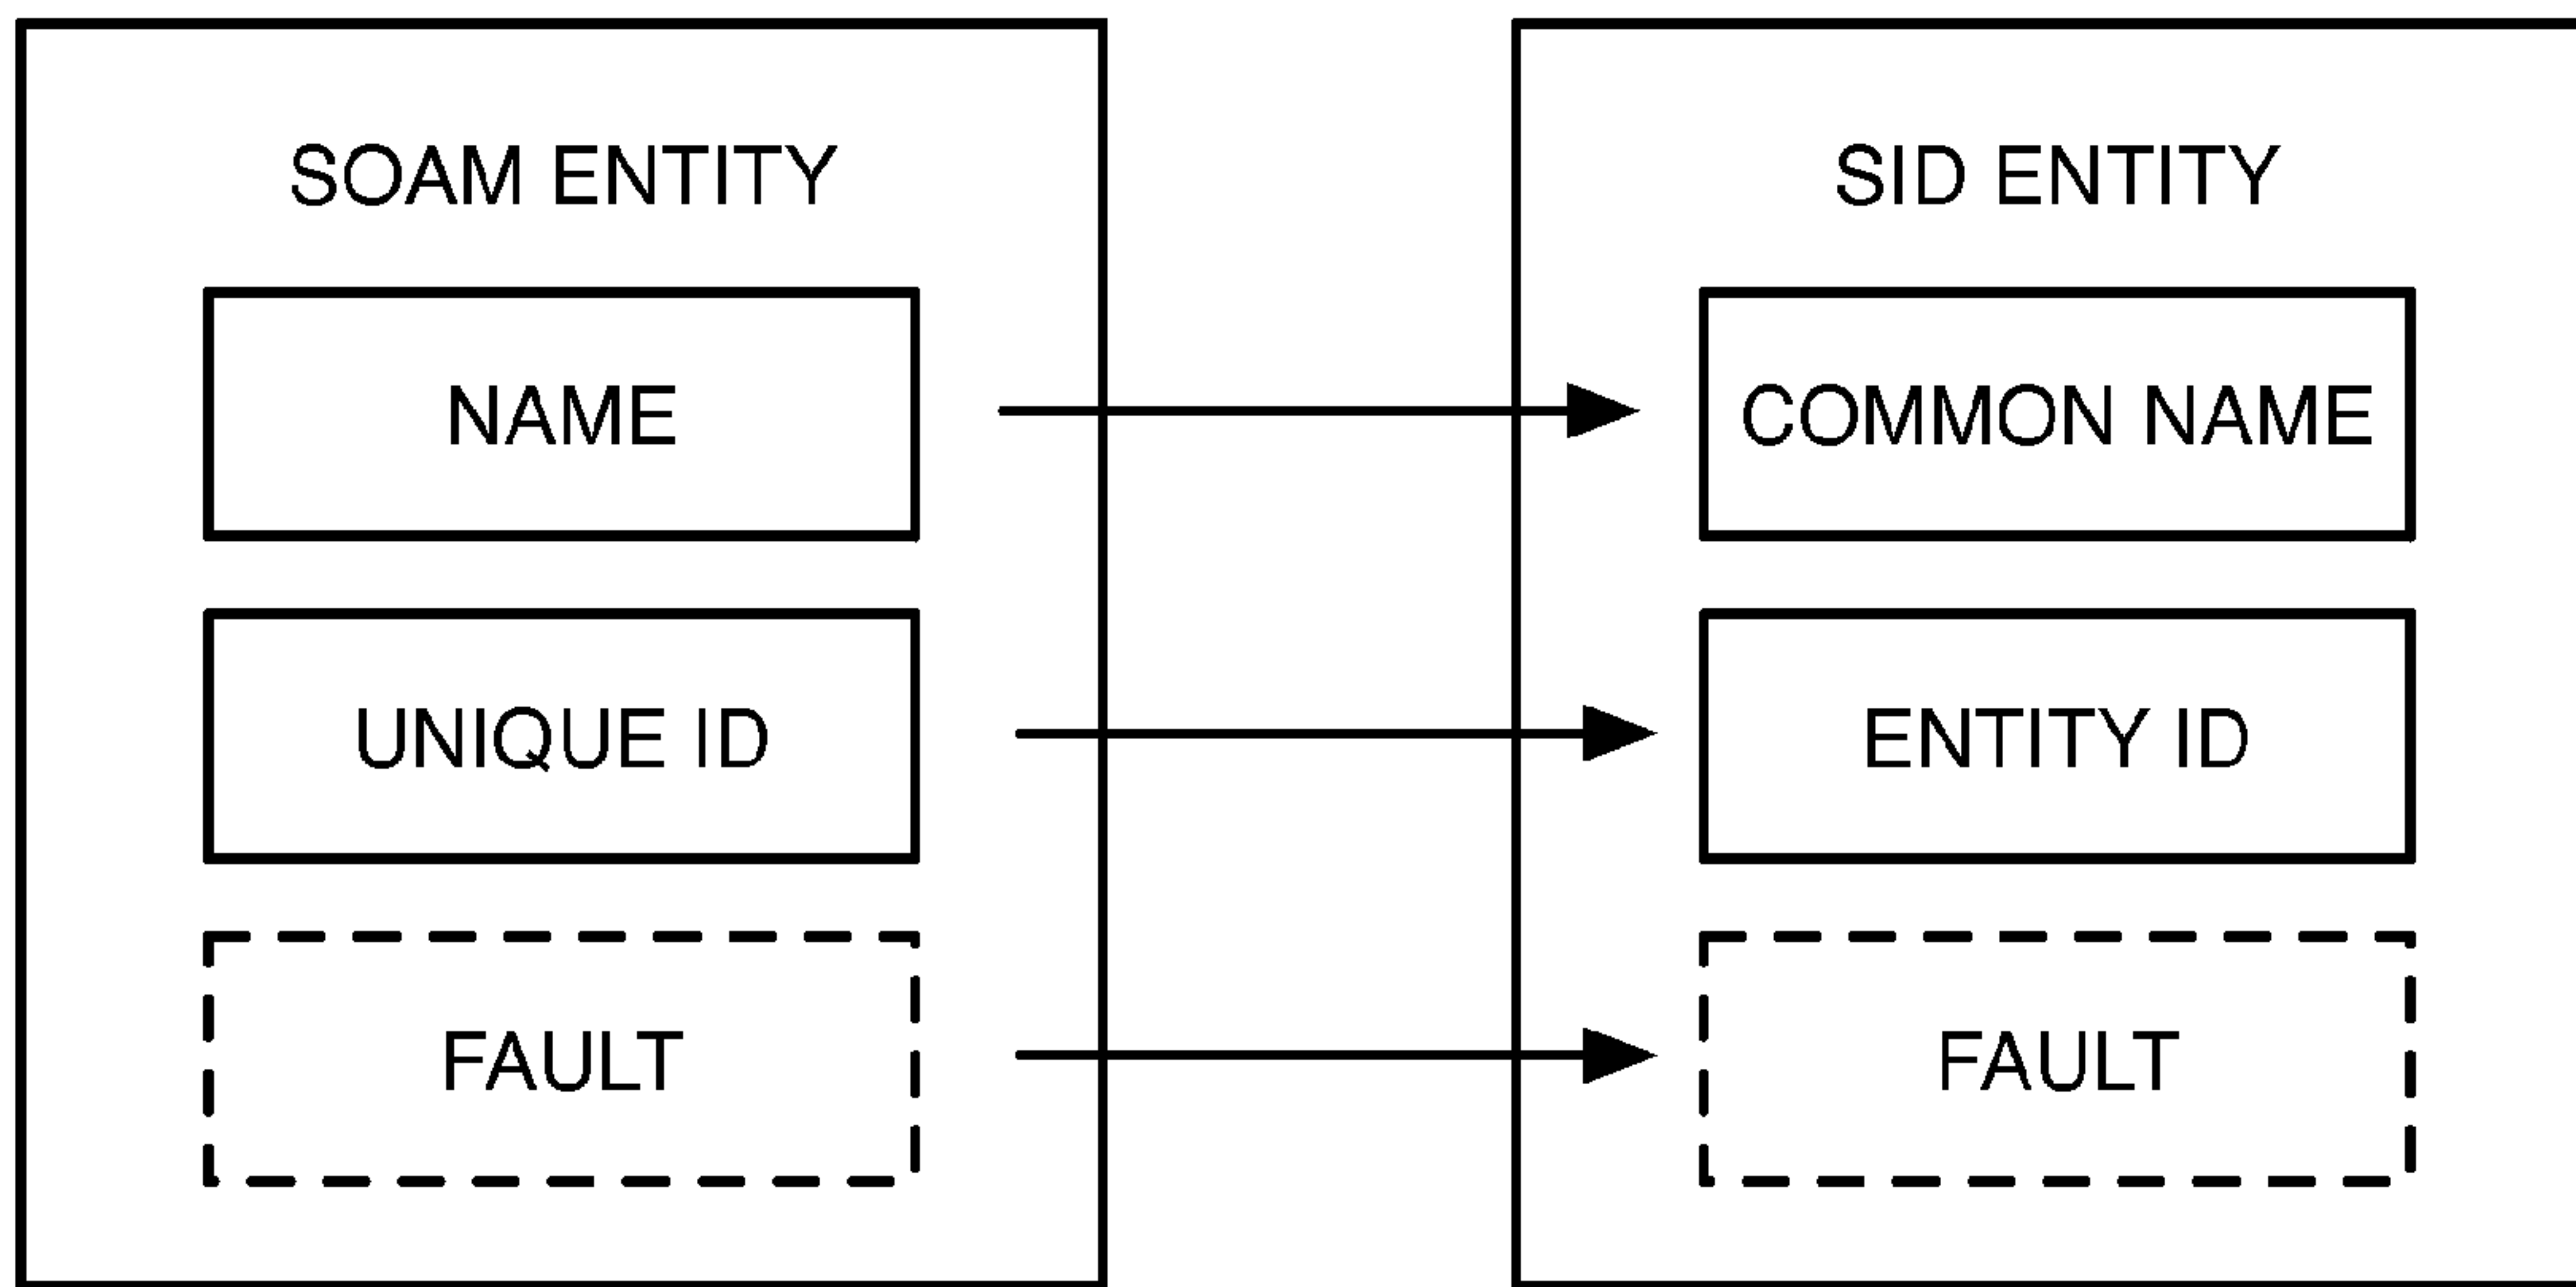 SOAM ENTITY
NAME
UNIQUE ID
FAULT
SID ENTITY
COMMON NAME
ENTITY ID
FAULT